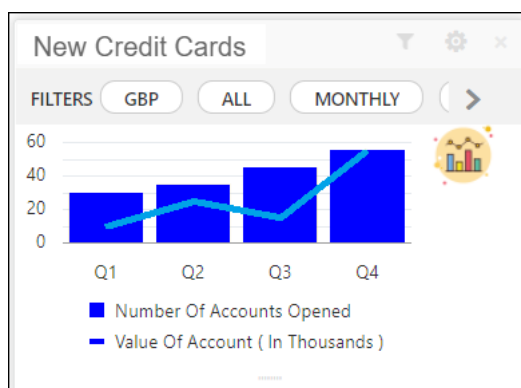 New Credit Cards
FILTERS GBP ALL MONTHLY
60
40
20
0
Q1 Q2 Q3 Q4
Number Of Accounts Opened
Value Of Account ( In Thousands )